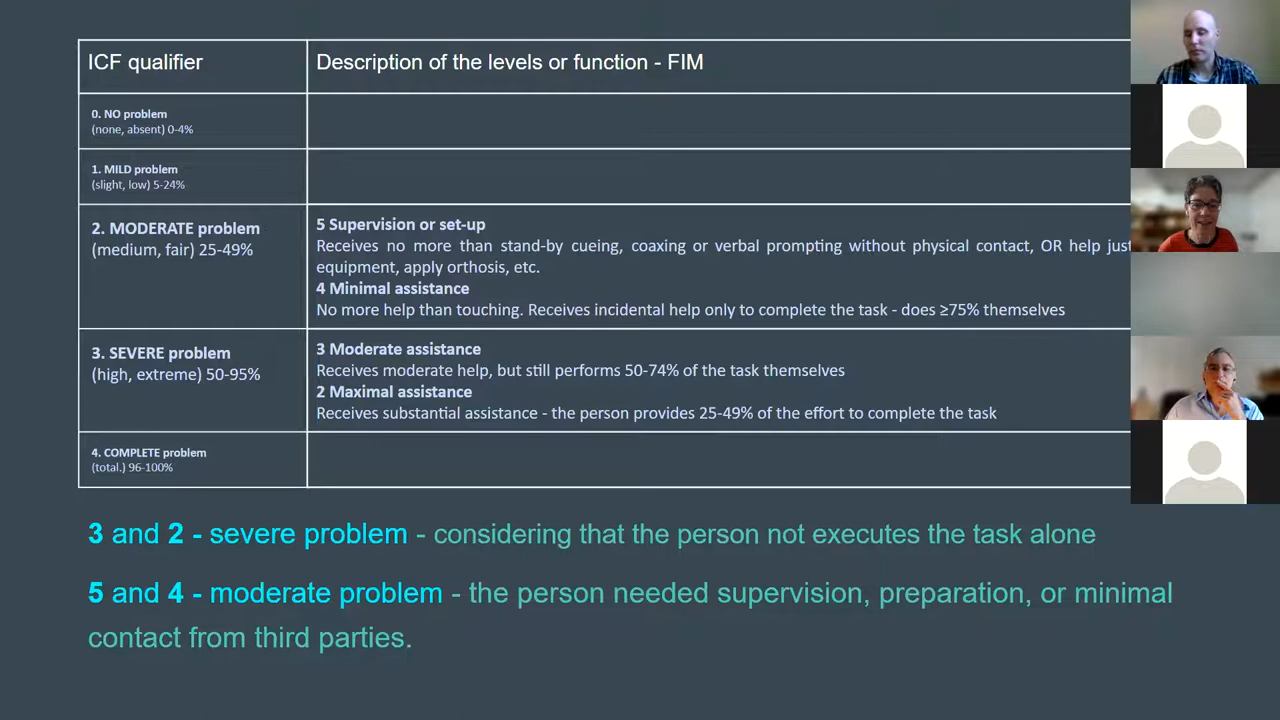 ICF qualifier
Description of the levels or function - FIM
0. NO problem
(none, absent) 0-4%
1. MILD problem
(slight, low) 5-24%
2. MODERATE problem
(medium, fair) 25-49%
5 Supervision or set-up
Receives no more than stand-by cueing, coaxing or verbal prompting without physical contact, OR help just
equipment, apply orthosis, etc.
4 Minimal assistance
No more help than touching. Receives incidental help only to complete the task - does ≥75% themselves
3. SEVERE problem
(high, extreme) 50-95%
3 Moderate assistance
Receives moderate help, but still performs 50-74% of the task themselves
2 Maximal assistance
Receives substantial assistance - the person provides 25-49% of the effort to complete the task
4. COMPLETE problem
(total.) 96-100%
3 and 2 - severe problem - considering that the person not executes the task alone
5 and 4 - moderate problem - the person needed supervision, preparation, or minimal
contact from third parties.